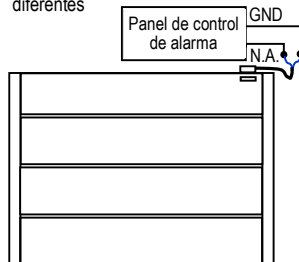 diferentes
Panel de control
de alarma
GND
N.A.